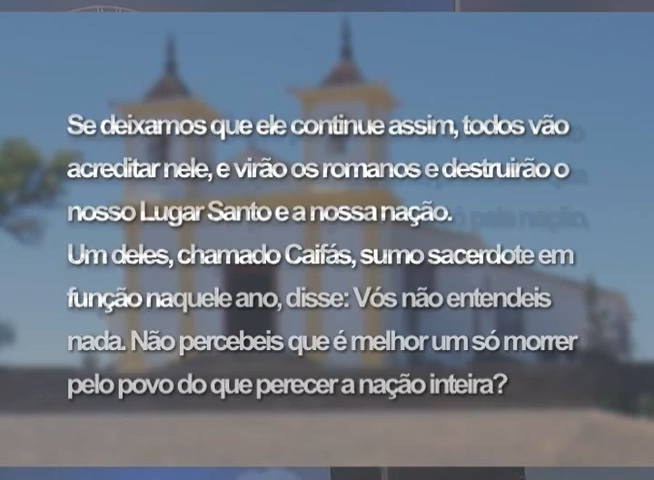 Se deixamos que ele continue assim, todos vão
acreditar nele, e virão os romanos e destruirão o
nosso Lugar Santo e a nossa nação.
Um deles, chamado Caifás, sumo sacerdote em
função naquele ano, disse: Vós não entendeis
nada. Não percebeis que é melhor um só morrer
pelo povo do que perecer a nação inteira?